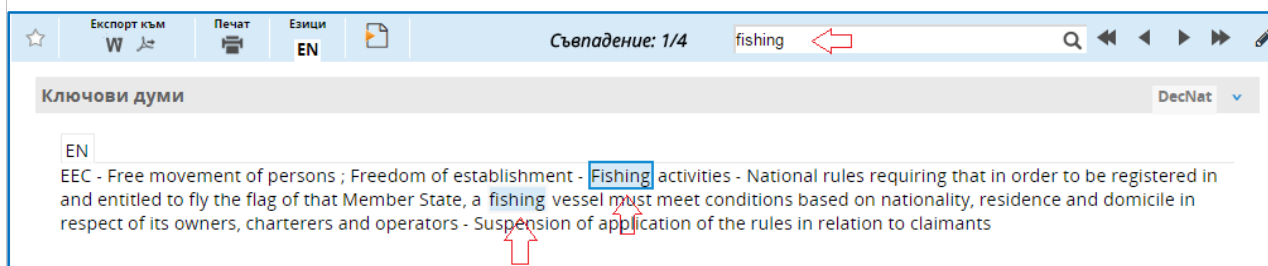 Експорт към Печат Езици
W EN Съвпадение: 1/4 fishing
Ключови думи DecNat
EN
EEC - Free movement of persons ; Freedom of establishment - Fishing activities - National rules requiring that in order to be registered in
and entitled to fly the flag of that Member State, a fishing vessel must meet conditions based on nationality, residence and domicile in
respect of its owners, charterers and operators - Suspension of application of the rules in relation to claimants